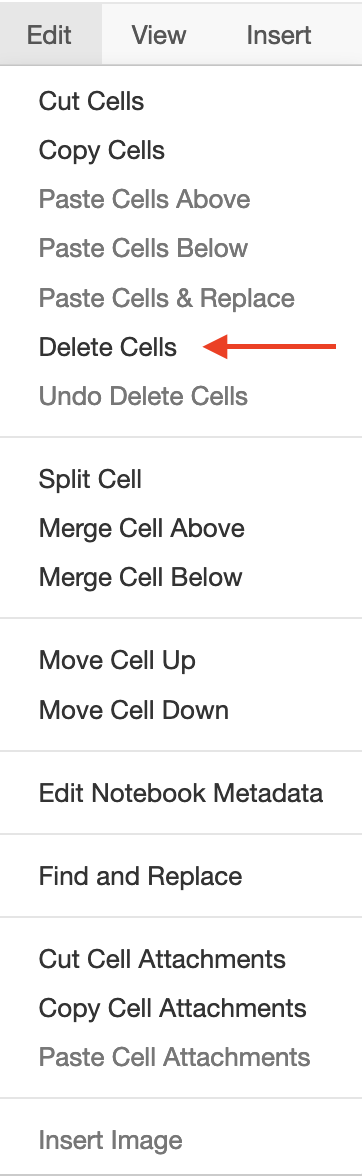 Edit View Insert
Cut Cells
Copy Cells
Paste Cells Above
Paste Cells Below
Paste Cells & Replace
Delete Cells
Undo Delete Cells
Split Cell
Merge Cell Above
Merge Cell Below
Move Cell Up
Move Cell Down
Edit Notebook Metadata
Find and Replace
Cut Cell Attachments
Copy Cell Attachments
Paste Cell Attachments
Insert Image